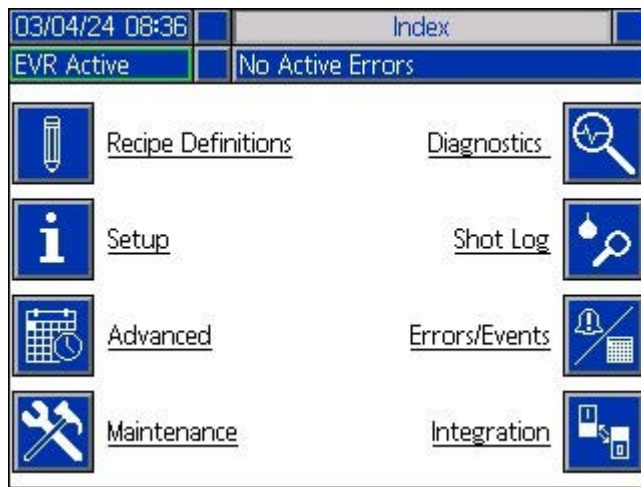 03/04/24 08:36 Index
EVR Active No Active Errors
Recipe Definitions Diagnostics
Setup Shot Log
Advanced Errors/Events
Maintenance Integration